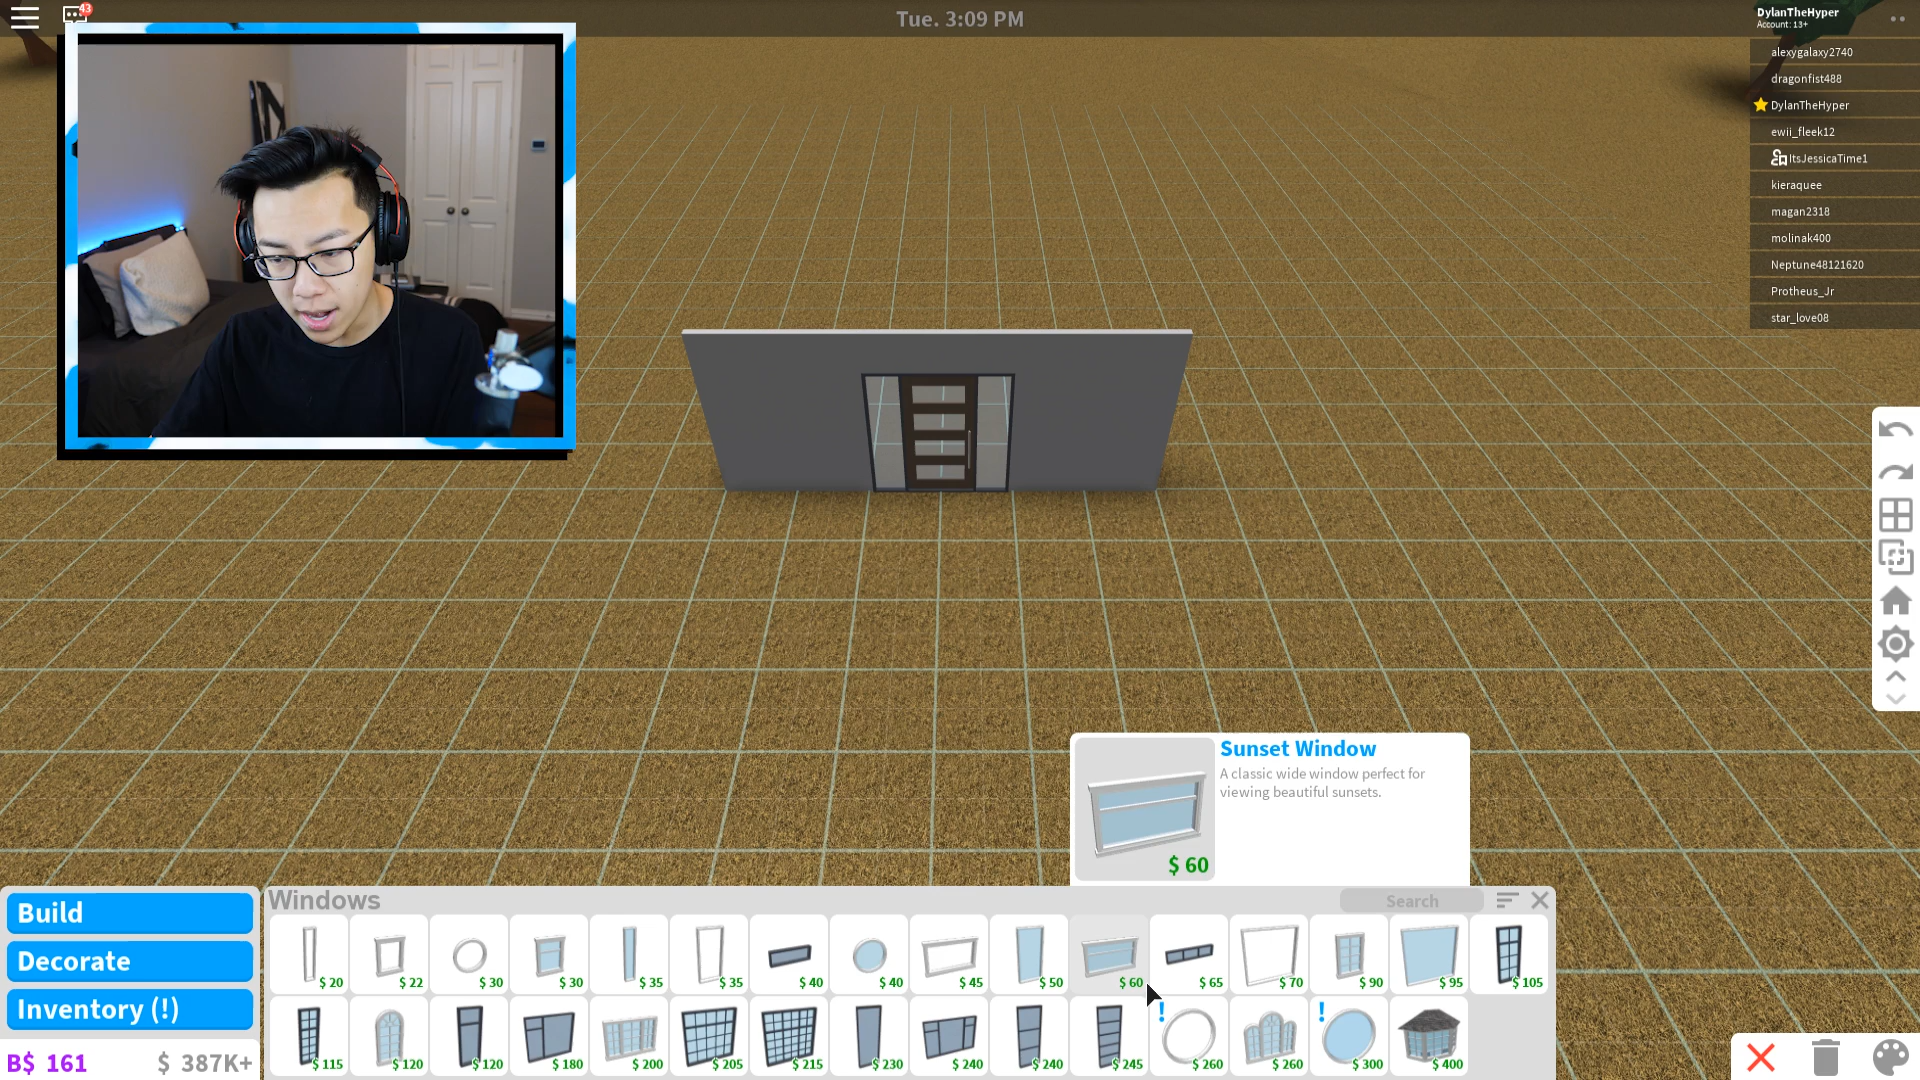 43
Tue. 3:09 PM
DylanTheHyper
Account: 13+
alexygalaxy2740
dragonfist488
DylanTheHyper
ewii_fleek12
ItsJessicaTime1
kieraquee
magan2318
molinak400
Neptune48121620
Protheus_Jr
star_love08
Sunset Window
A classic wide window perfect for
viewing beautiful sunsets.
$ 60
Build
Decorate
Inventory (!)
B$ 161
$ 387K+
Windows
Search
$ 20
$ 22
$ 30
$ 30
$ 35
$ 35
$ 40
$ 40
$ 45
$ 50
$ 60
$ 65
$ 70
$ 90
$ 95
$ 105
$ 115
$ 120
$ 120
$ 180
$ 200
$ 205
$ 215
$ 230
$ 240
$ 240
$ 245
! $ 260
$ 260
! $ 300
$ 400